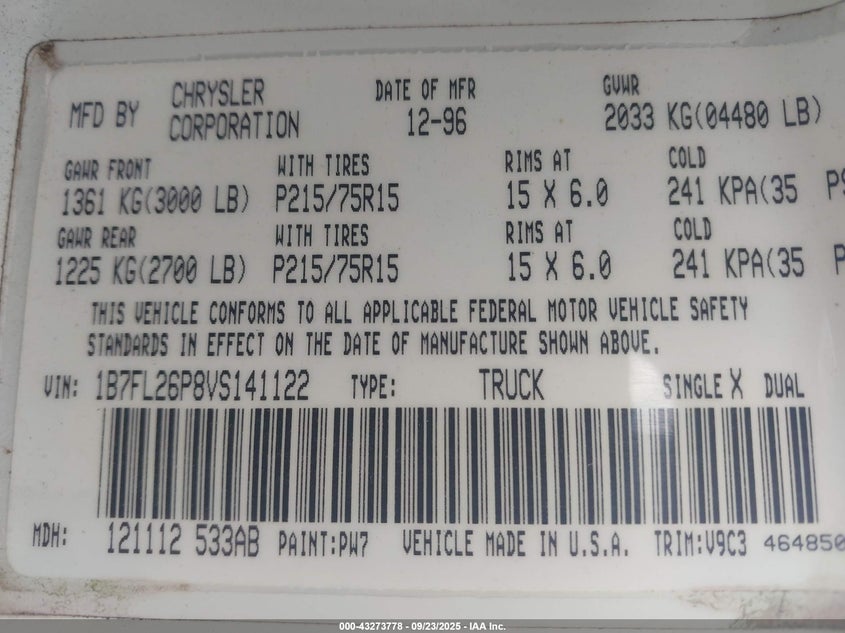 MFD BY CHRYSLER CORPORATION DATE OF MFR 12-96 GVWR 2033 KG(04480 LB)
GAWR FRONT WITH TIRES RIMS AT COLD
1361 KG(3000 LB) P215/75R15 15 X 6.0 241 KPA(35
GAWR REAR WITH TIRES RIMS AT COLD
1225 KG(2700 LB) P215/75R15 15 X 6.0 241 KPA(35
THIS VEHICLE CONFORMS TO ALL APPLICABLE FEDERAL MOTOR VEHICLE SAFETY
STANDARDS IN EFFECT ON THE DATE OF MANUFACTURE SHOWN ABOVE.
VIN: 1B7FL26P8VS141122 TYPE: TRUCK SINGLE X DUAL
MDH: 121112 533AB PAINT:PW7 VEHICLE MADE IN U.S.A. TRIM:V9C3 464850
000-43273778 - 09/23/2025 - IAA Inc.